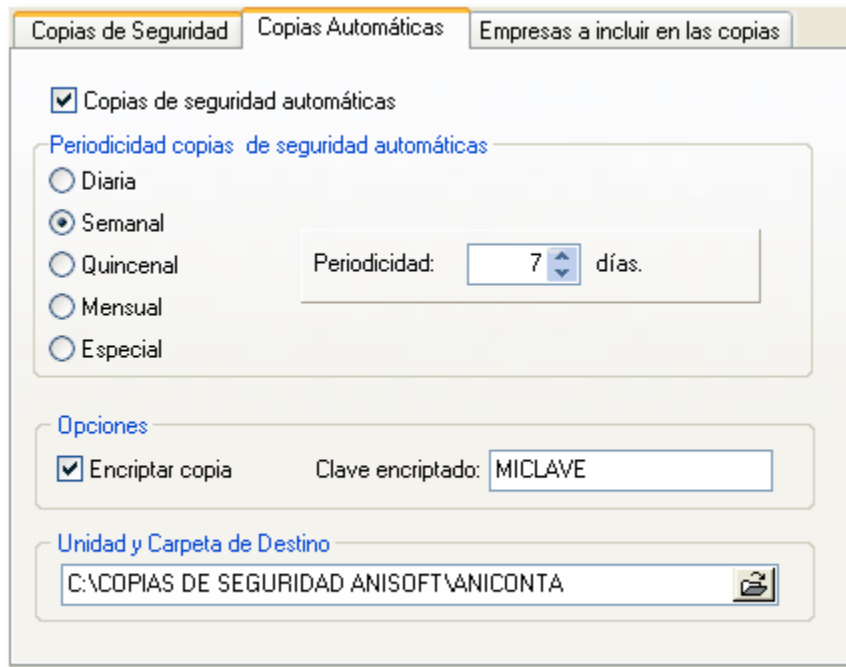 Copias de Seguridad
Copias Automáticas
Empresas a incluir en las copias
Copias de seguridad automáticas
Periodicidad copias  de seguridad automáticas
Diaria
Semanal
Quincenal
Mensual
Especial
Periodicidad: 7 días.
Opciones
Encriptar copia
Clave encriptado: MICLAVE
Unidad y Carpeta de Destino
C:\COPIAS DE SEGURIDAD ANISOFT\ANICONTA